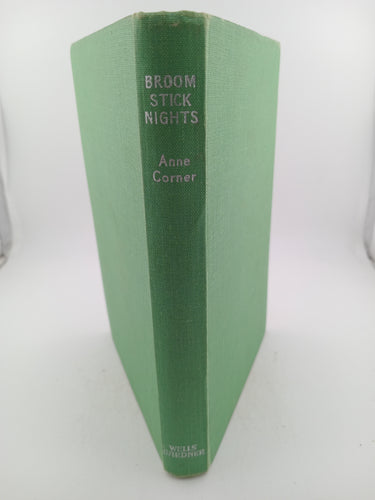 BROOM
STICK
NIGHTS
Anne
Corner
WELLS
GARDNER